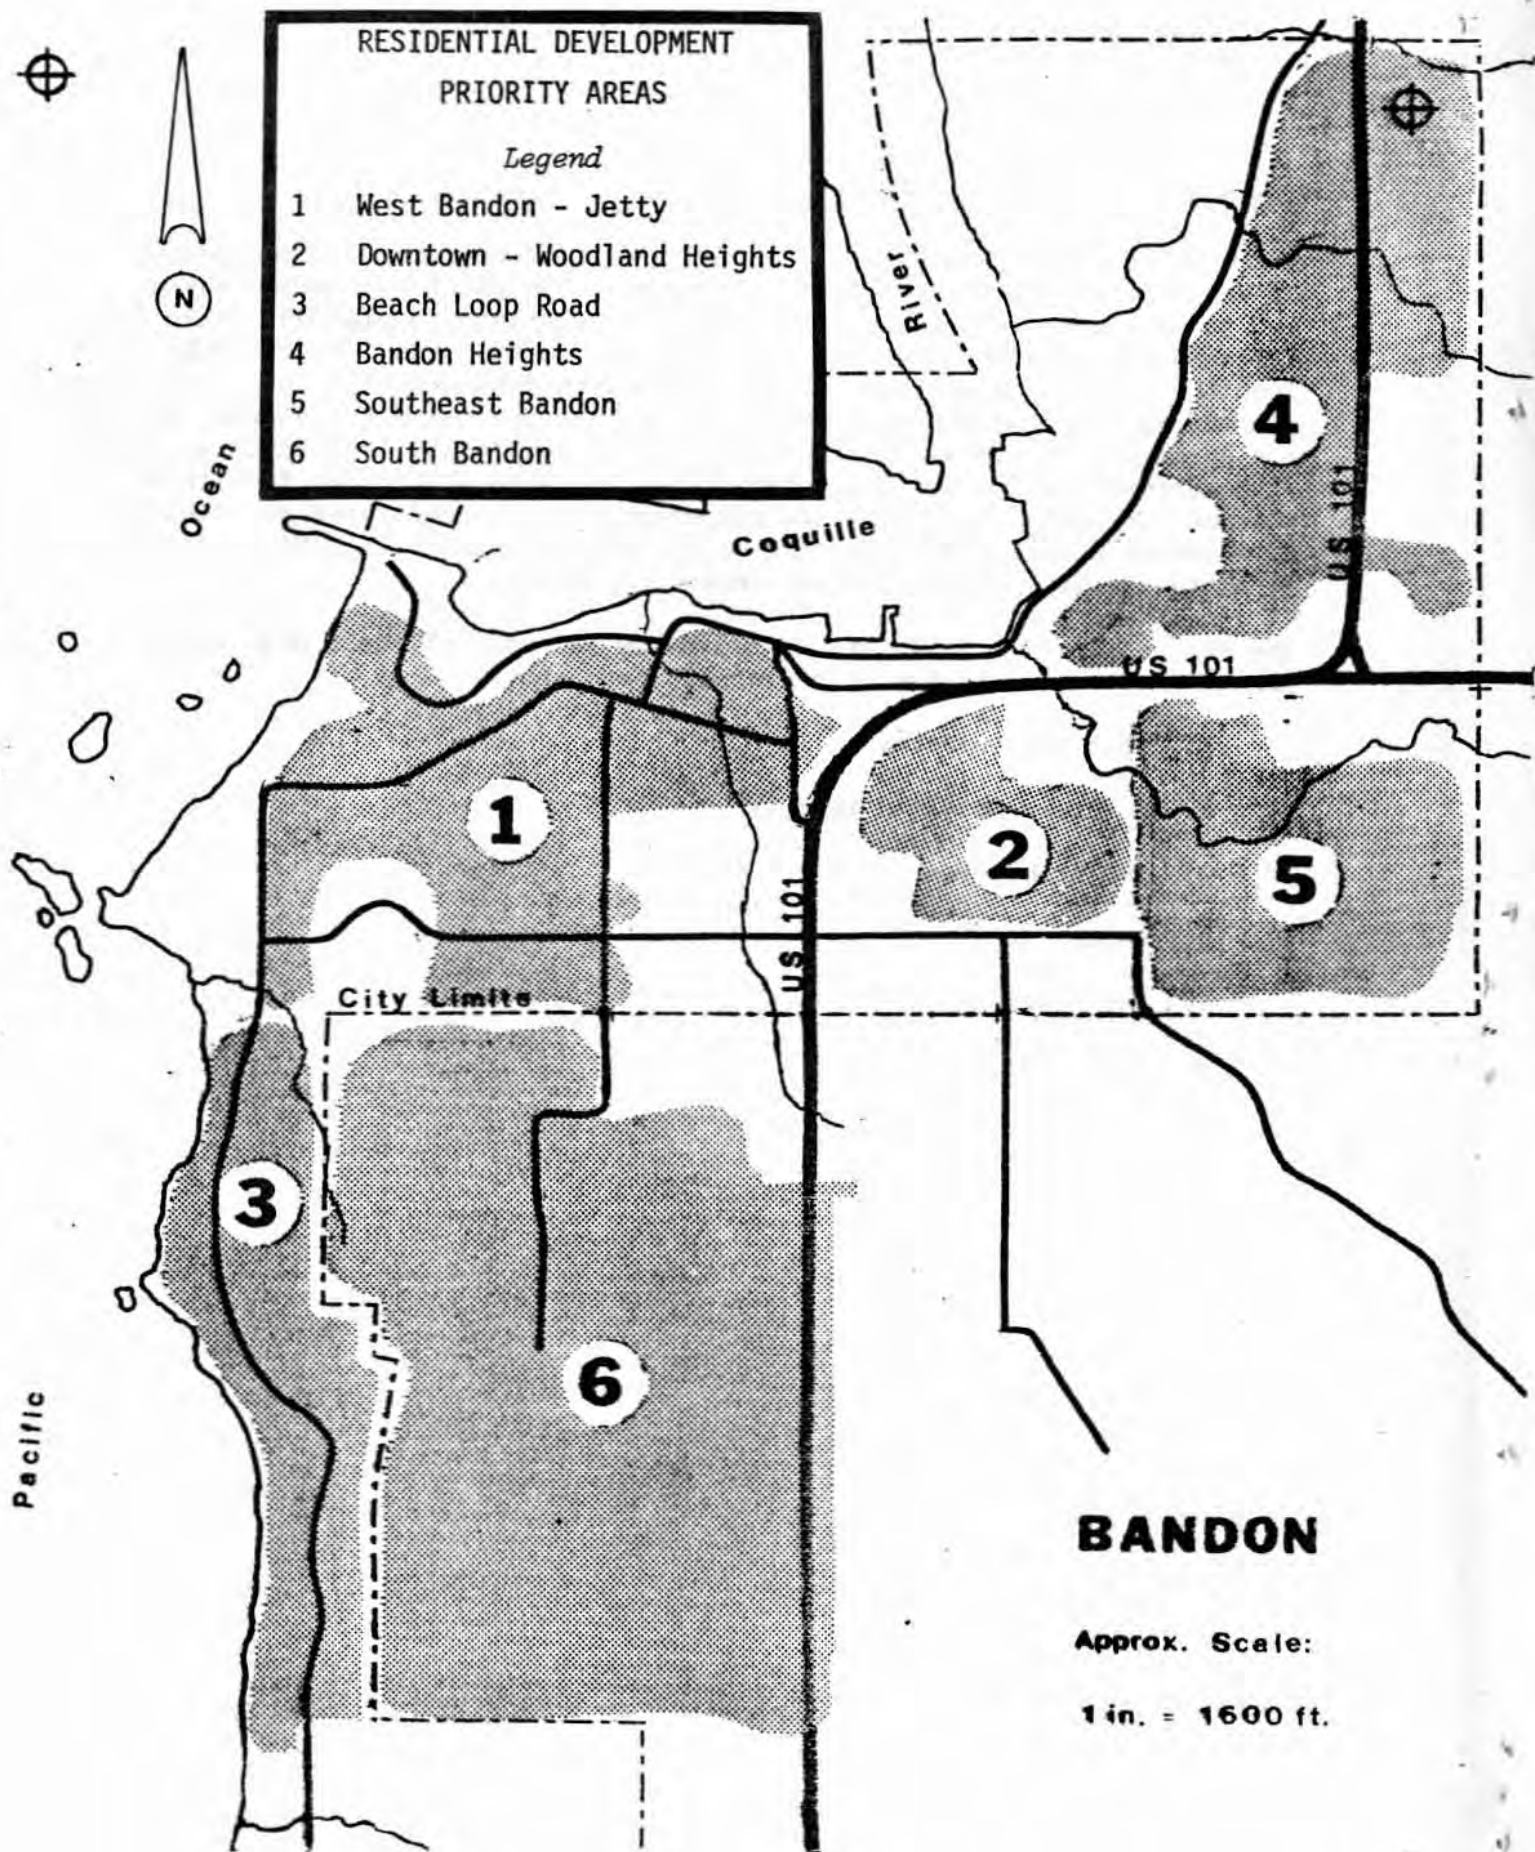 RESIDENTIAL DEVELOPMENT
PRIORITY AREAS
Legend
1 West Bandon - Jetty
2 Downtown - Woodland Heights
3 Beach Loop Road
4 Bandon Heights
5 Southeast Bandon
6 South Bandon
N
River
Ocean
4
US 101
Coquille
US 101
1
2
5
US 101
City Limits
3
6
Pacific
BANDON
Approx. Scale:
1 in. = 1600 ft.